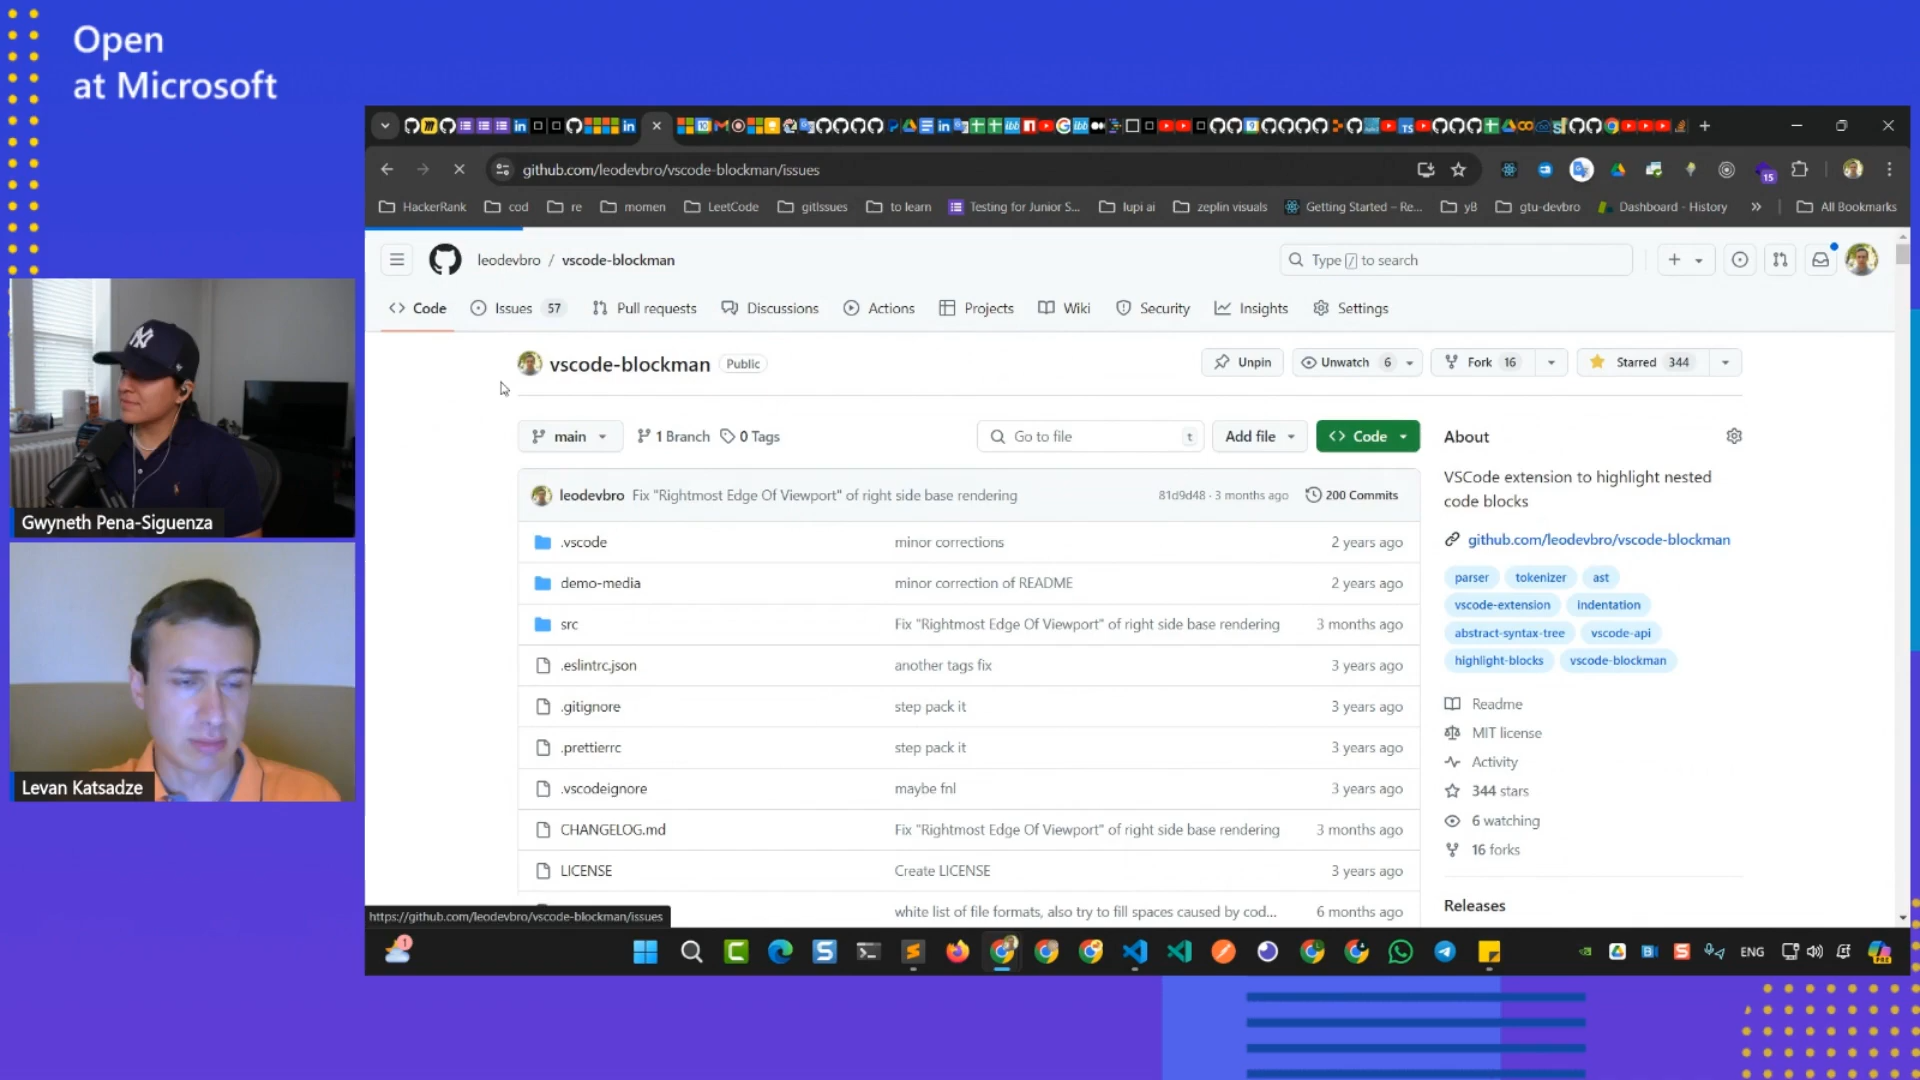 Open
at Microsoft
Gwyneth Pena-Siguenza
Levan Katsadze
github.com/leodevbro/vscode-blockman/issues
15
HackerRank cod re momen LeetCode gitIssues to learn Testing for Junior S... lupi ai zeplin visuals Getting Started – Re... y8 gtu-devbro Dashboard - History » All Bookmarks
leodevbro / vscode-blockman
Type / to search
Code Issues 57 Pull requests Discussions Actions Projects Wiki Security Insights Settings
vscode-blockman Public
Unpin Unwatch 6 Fork 16 Starred 344
main 1 Branch 0 Tags Go to file t Add file Code
leodevbro Fix "Rightmost Edge Of Viewport" of right side base rendering 81d9d48 · 3 months ago 200 Commits
.vscode minor corrections 2 years ago
demo-media minor correction of README 2 years ago
src Fix "Rightmost Edge Of Viewport" of right side base rendering 3 months ago
.eslintrc.json another tags fix 3 years ago
.gitignore step pack it 3 years ago
.prettierrc step pack it 3 years ago
.vscodeignore maybe fnl 3 years ago
CHANGELOG.md Fix "Rightmost Edge Of Viewport" of right side base rendering 3 months ago
LICENSE Create LICENSE 3 years ago
white list of file formats, also try to fill spaces caused by cod... 6 months ago
About
VSCode extension to highlight nested
code blocks
github.com/leodevbro/vscode-blockman
parser tokenizer ast
vscode-extension indentation
abstract-syntax-tree vscode-api
highlight-blocks vscode-blockman
Readme
MIT license
Activity
344 stars
6 watching
16 forks
Releases
https://github.com/leodevbro/vscode-blockman/issues
1
ENG